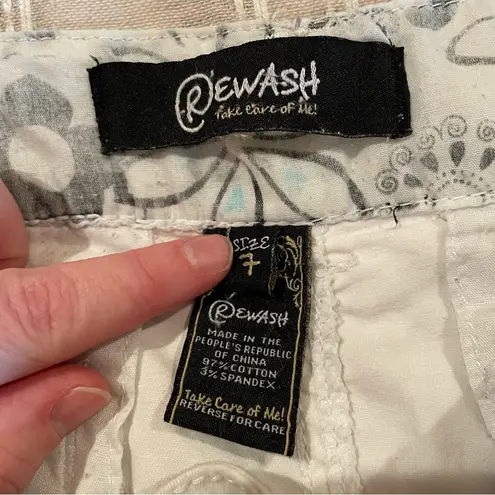 REWASH
Take Care of Me!
SIZE
7
REWASH
MADE IN THE
PEOPLE'S REPUBLIC
OF CHINA
97% COTTON
3% SPANDEX
Take Care of Me!
REVERSE FOR CARE